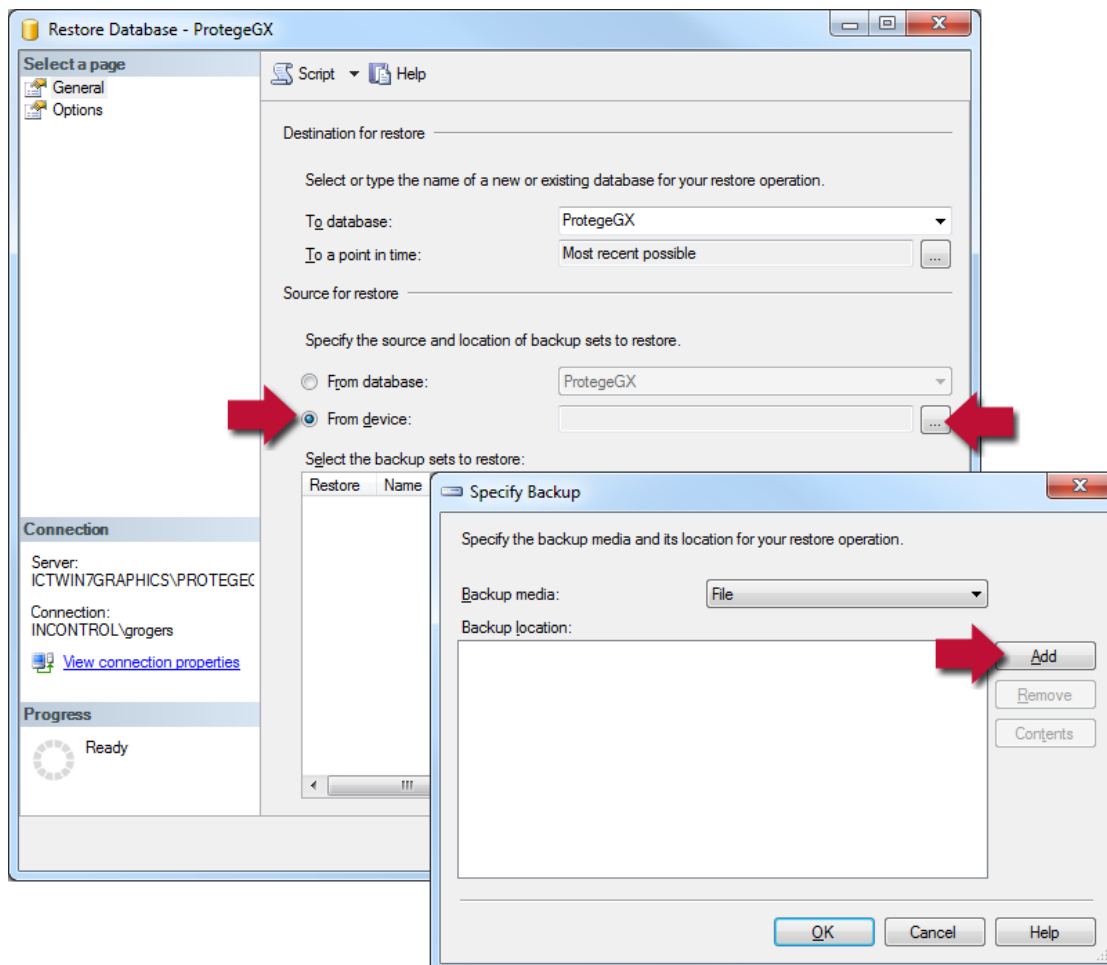 Restore Database - ProtegeGX
Select a page
General
Options
Script
Help
Destination for restore
Select or type the name of a new or existing database for your restore operation.
To database:
ProtegeGX
To a point in time:
Most recent possible
...
Source for restore
Specify the source and location of backup sets to restore.
From database:
ProtegeGX
From device:
...
Select the backup sets to restore:
Restore Name
Connection
Server:
ICTWIN7GRAPHICS\PROTEGEG
Connection:
INCONTROL\grogers
View connection properties
Progress
Ready
Specify Backup
Specify the backup media and its location for your restore operation.
Backup media:
File
Backup location:
Add
Remove
Contents
OK Cancel Help